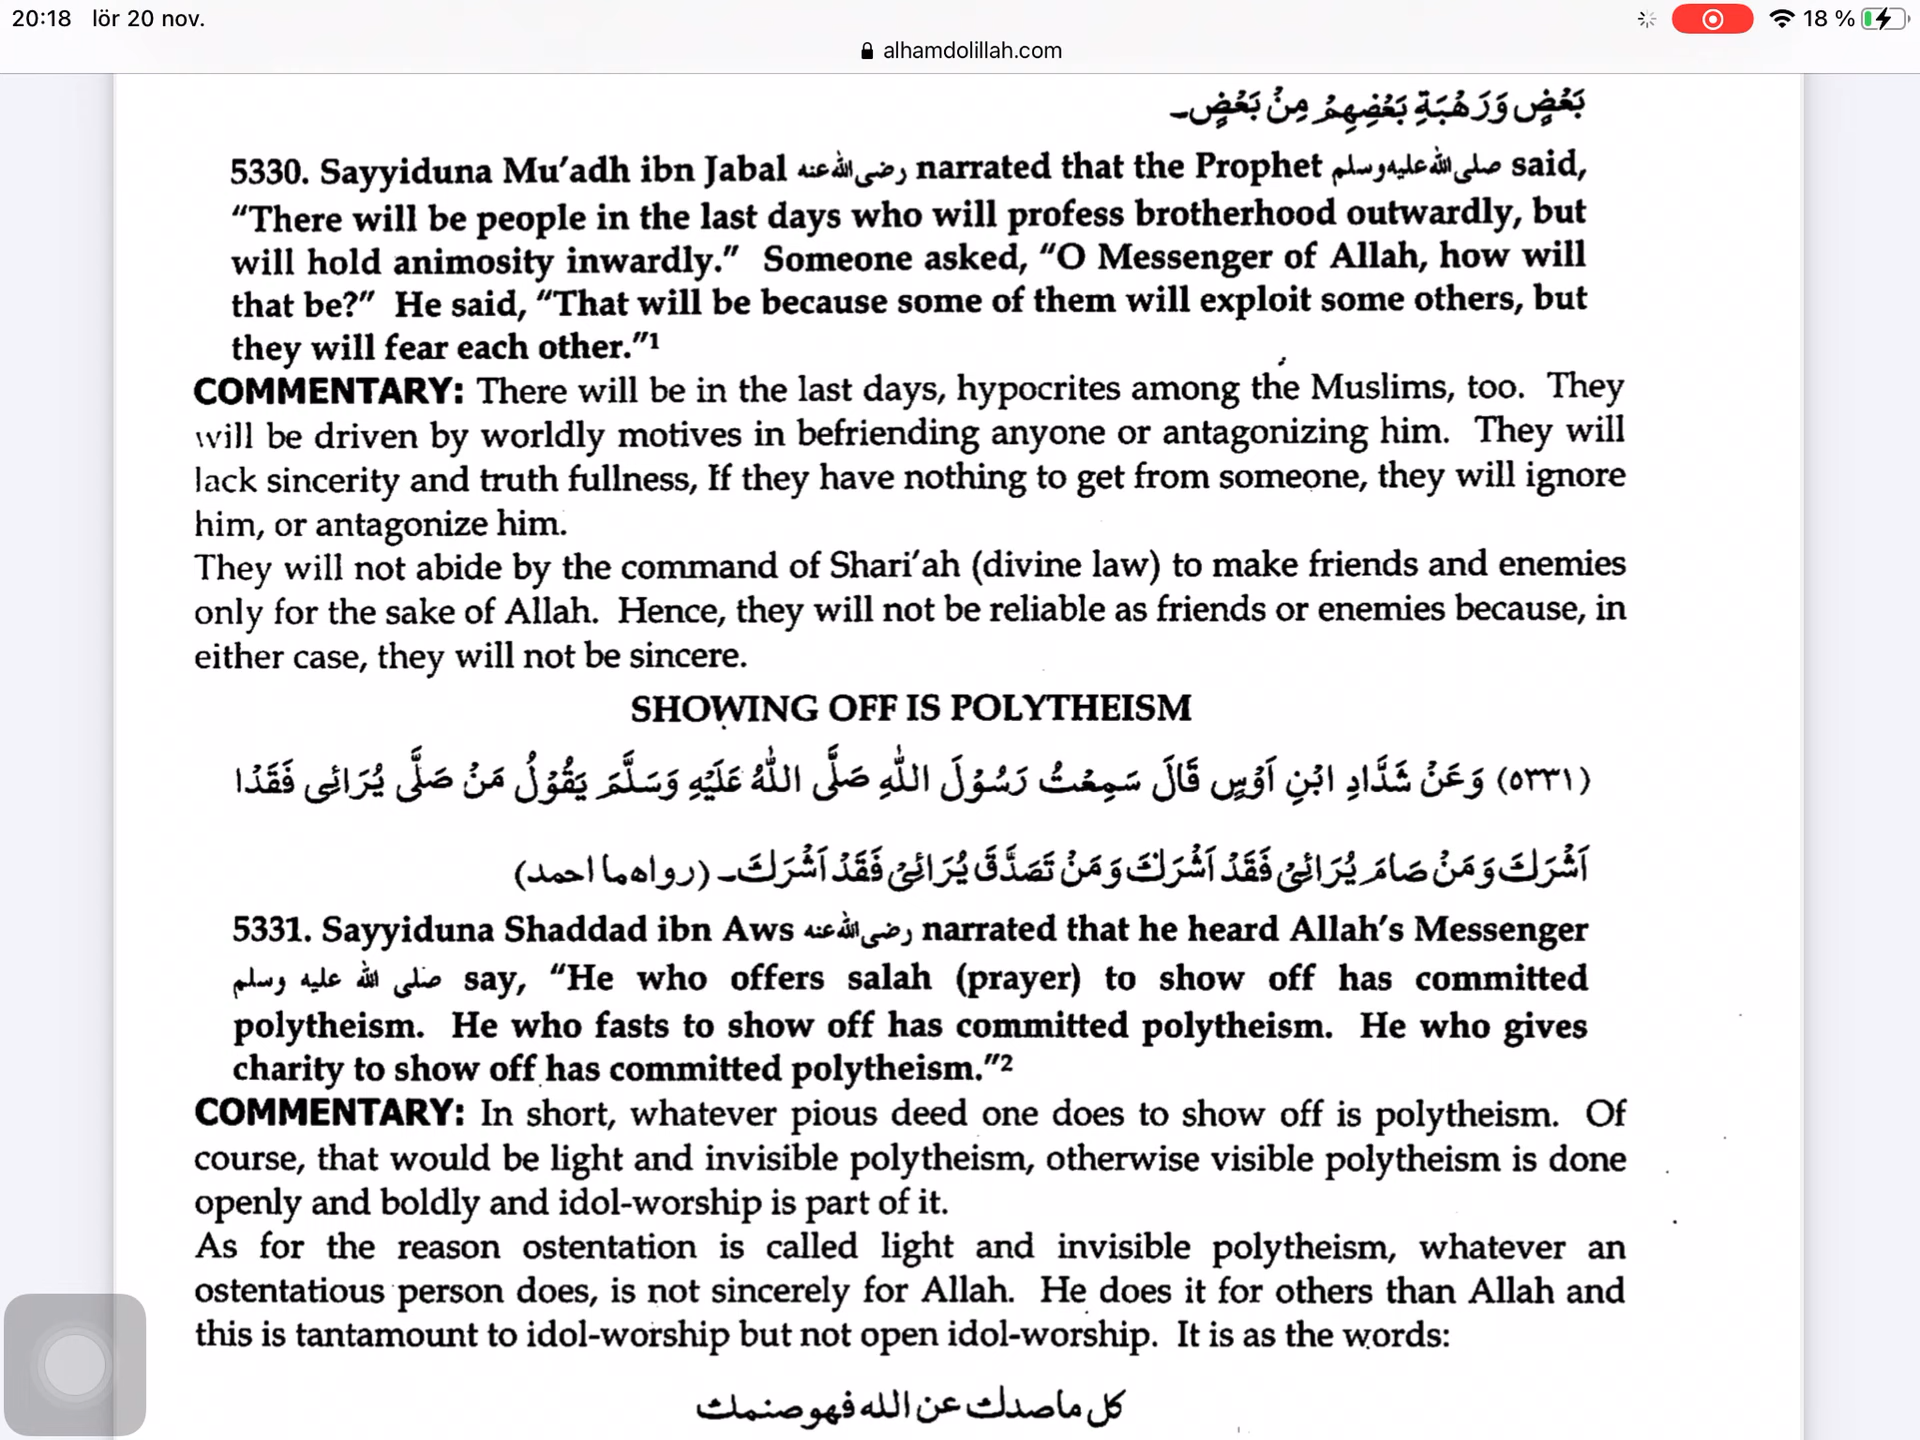 20:18 lör 20 nov.
18 %
alhamdolillah.com
بَعْضٍ وَرَهْبَةِ بَعْضِهِمْ مِنْ بَعْضٍ۔
5330. Sayyiduna Mu’adh ibn Jabal رضی اللہ عنہ narrated that the Prophet صلی اللہ علیہ وسلم said,
“There will be people in the last days who will profess brotherhood outwardly, but
will hold animosity inwardly.” Someone asked, “O Messenger of Allah, how will
that be?” He said, “That will be because some of them will exploit some others, but
they will fear each other.”1
COMMENTARY: There will be in the last days, hypocrites among the Muslims, too. They
will be driven by worldly motives in befriending anyone or antagonizing him. They will
lack sincerity and truth fullness, If they have nothing to get from someone, they will ignore
him, or antagonize him.
They will not abide by the command of Shari’ah (divine law) to make friends and enemies
only for the sake of Allah. Hence, they will not be reliable as friends or enemies because, in
either case, they will not be sincere.
SHOWING OFF IS POLYTHEISM
(٥٣٣١) وَعَنْ شَدَّادِ ابْنِ اَوْسٍ قَالَ سَمِعْتُ رَسُوْلَ اللّٰهِ صَلَّى اللّٰهُ عَلَيْهِ وَسَلَّمَ يَقُوْلُ مَنْ صَلَّى يُرَائِى فَقَدْا
اَشْرَكَ وَمَنْ صَامَ يُرَائِىْ فَقَدْ اَشْرَكَ وَمَنْ تَصَدَّقَ يُرَائِىْ فَقَدْ اَشْرَكَ۔ (رواهما احمد)
5331. Sayyiduna Shaddad ibn Aws رضی اللہ عنہ narrated that he heard Allah’s Messenger
صلی اللہ علیہ وسلم say, “He who offers salah (prayer) to show off has committed
polytheism. He who fasts to show off has committed polytheism. He who gives
charity to show off has committed polytheism.”2
COMMENTARY: In short, whatever pious deed one does to show off is polytheism. Of
course, that would be light and invisible polytheism, otherwise visible polytheism is done
openly and boldly and idol-worship is part of it.
As for the reason ostentation is called light and invisible polytheism, whatever an
ostentatious person does, is not sincerely for Allah. He does it for others than Allah and
this is tantamount to idol-worship but not open idol-worship. It is as the words:
كل ماصدك عن الله فهو صنمك